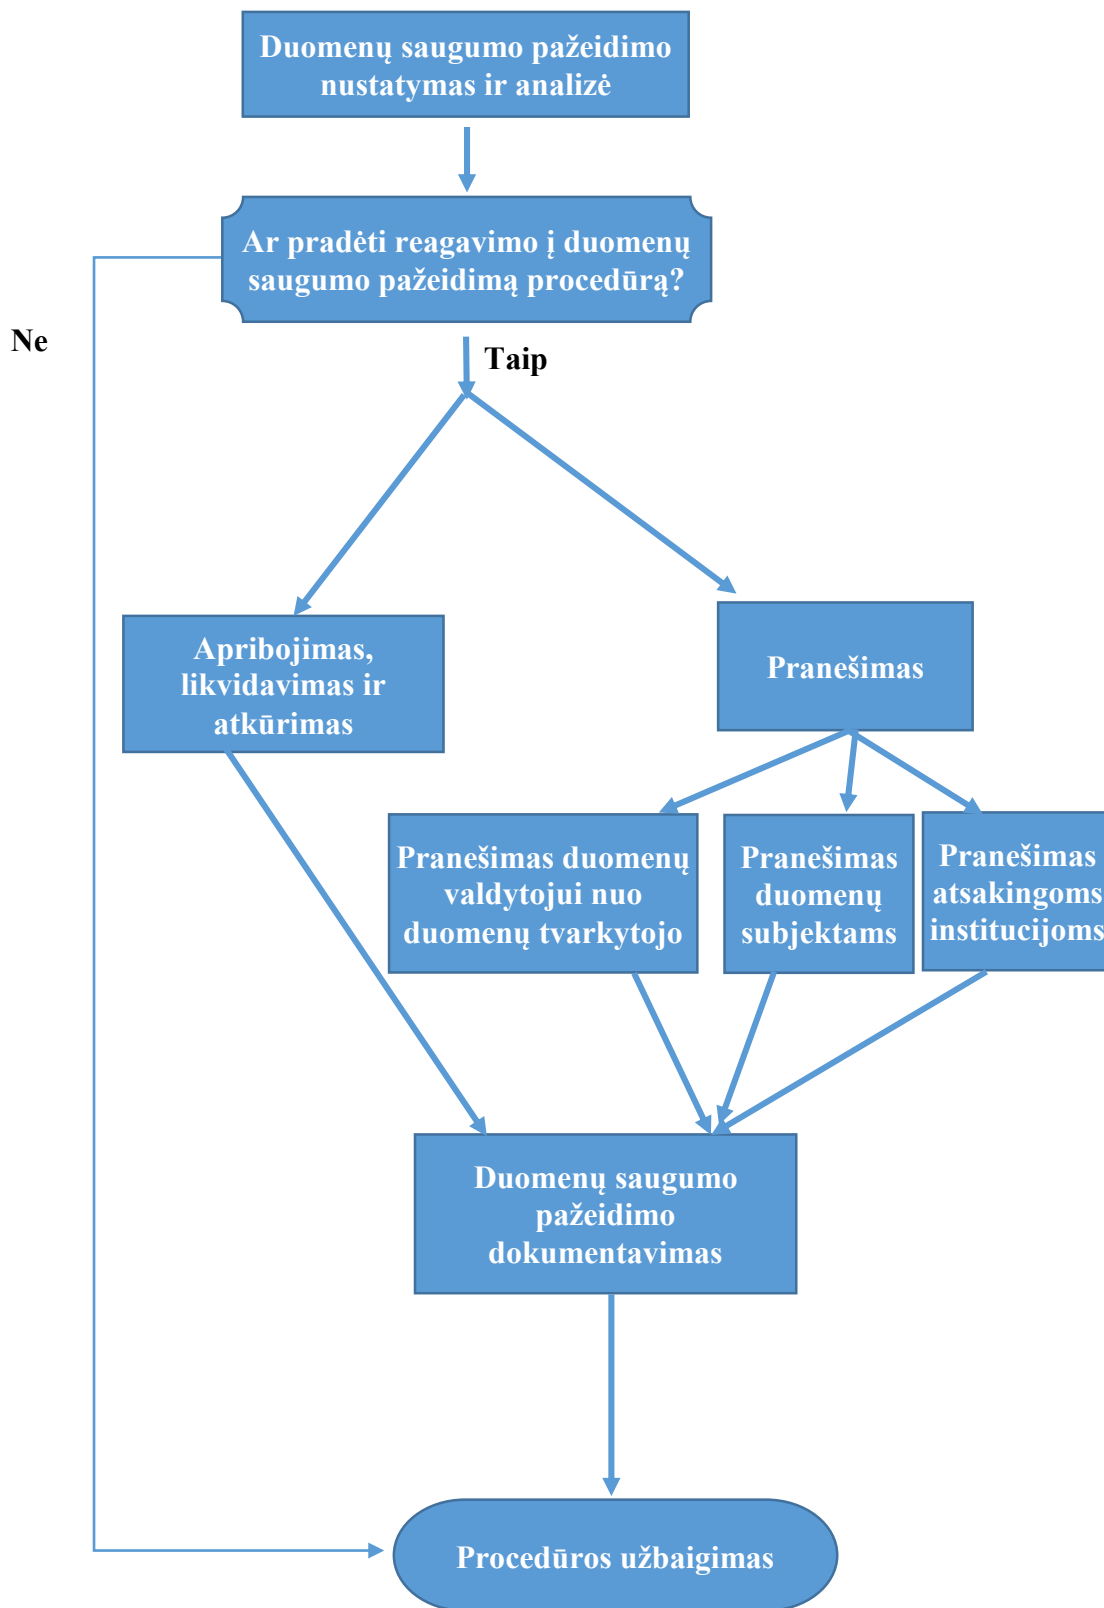 Duomenų saugumo pažeidimo
nustatymas ir analizė
Ar pradėti reagavimo į duomenų
saugumo pažeidimą procedūrą?
Ne
Taip
Apribojimas,
likvidavimas ir
atkūrimas
Pranešimas
Pranešimas duomenų
valdytojui nuo
duomenų tvarkytojo
Pranešimas
duomenų
subjektams
Pranešimas
atsakingoms
institucijoms
Duomenų saugumo
pažeidimo
dokumentavimas
Procedūros užbaigimas